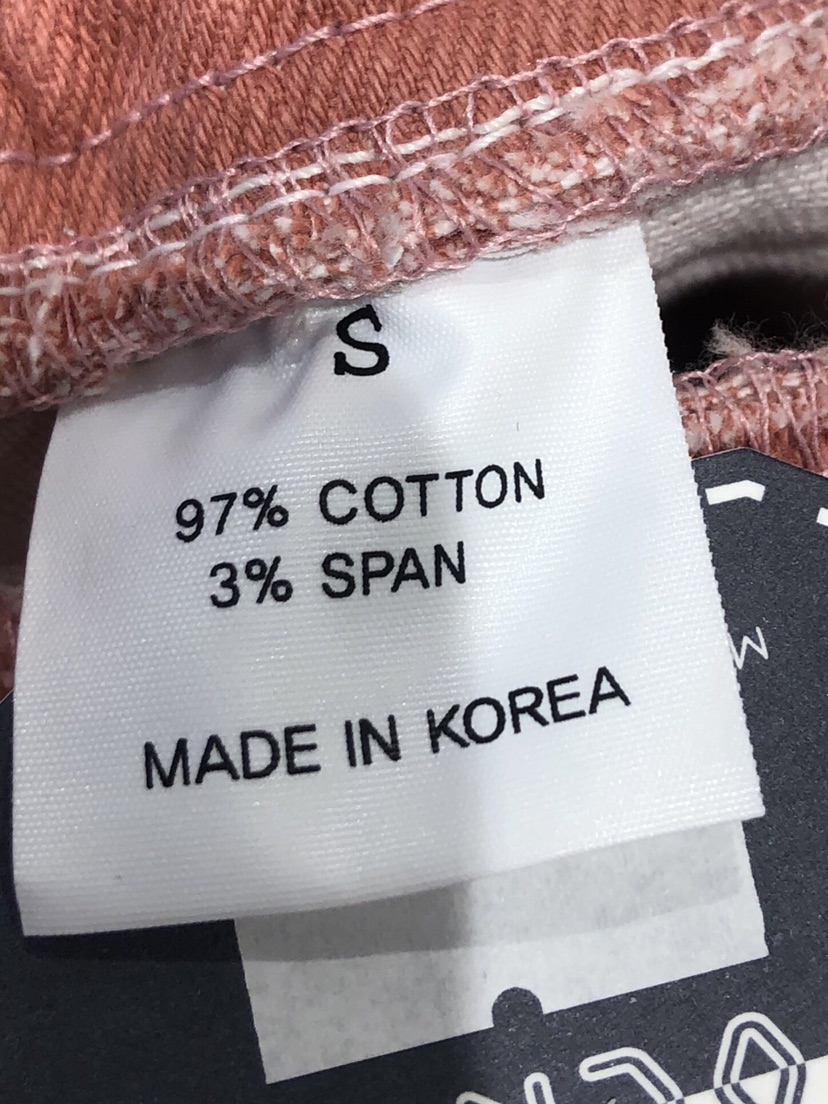 S
97% COTTON
3% SPAN
MADE IN KOREA